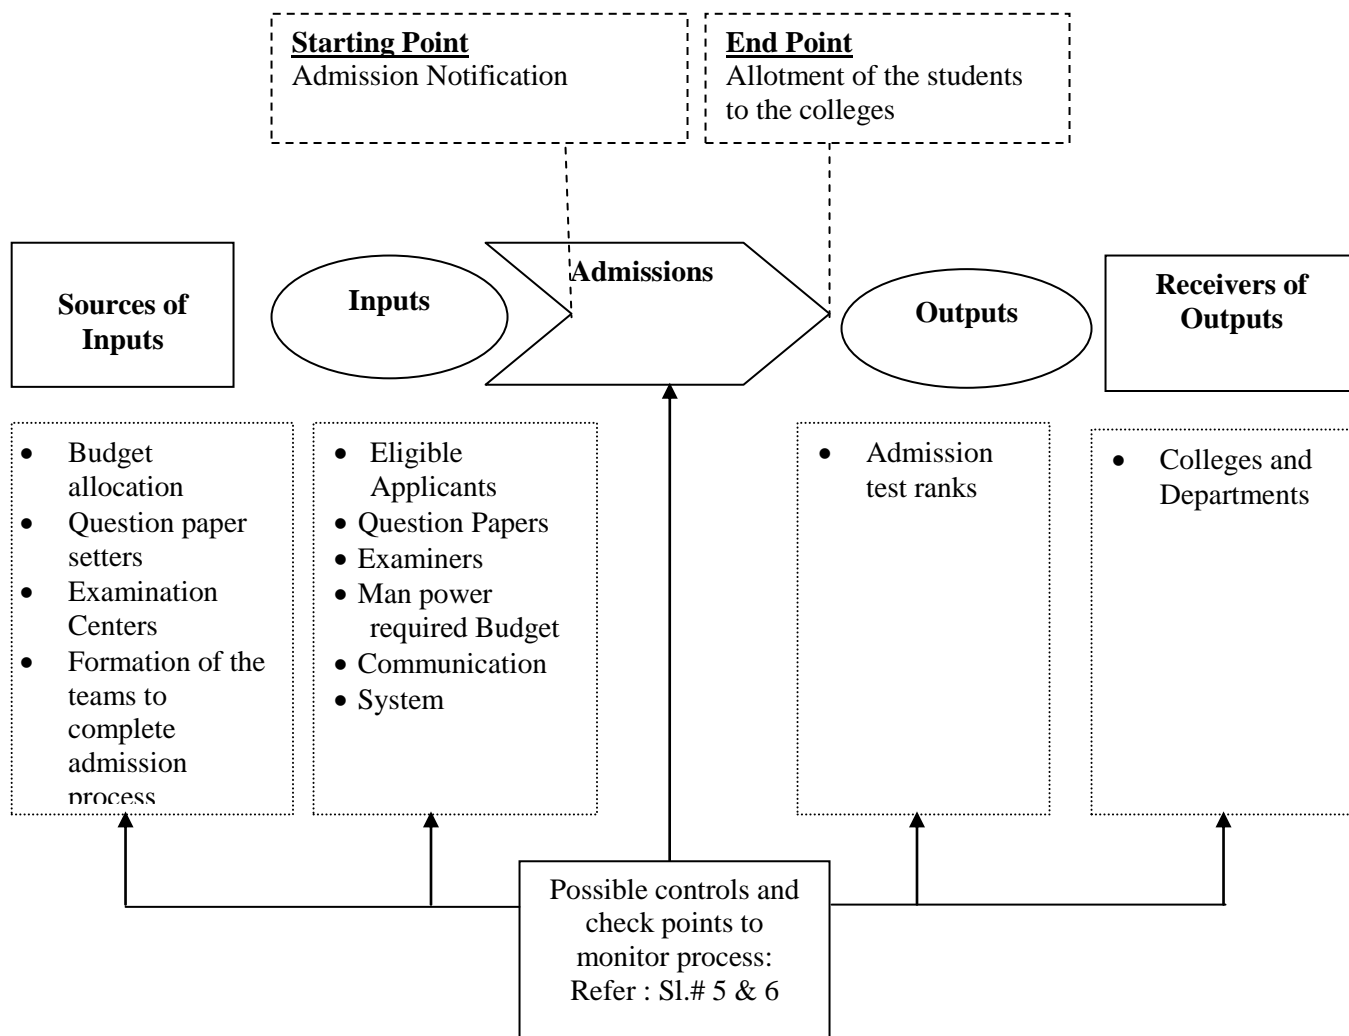 Starting Point
Admission Notification
End Point
Allotment of the students
to the colleges
Sources of
Inputs
Inputs
Admissions
Outputs
Receivers of
Outputs
• Budget
allocation
• Question paper
setters
• Examination
Centers
• Formation of the
teams to
complete
admission
process
• Eligible
Applicants
• Question Papers
• Examiners
• Man power
required Budget
• Communication
• System
• Admission
test ranks
• Colleges and
Departments
Possible controls and
check points to
monitor process:
Refer : Sl.# 5 & 6